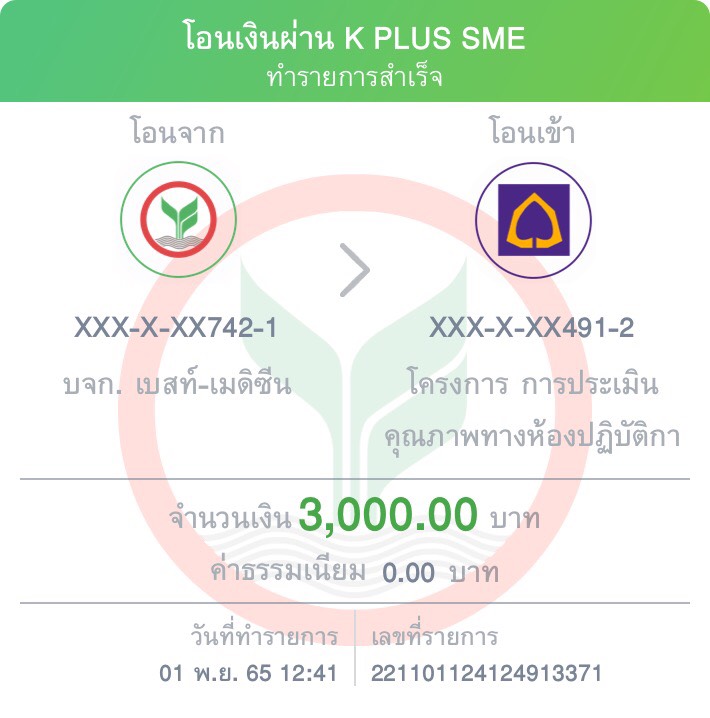 โอนเงินผ่าน K PLUS SME
ทำรายการสำเร็จ
โอนจาก
โอนเข้า
XXX-X-XX742-1
XXX-X-XX491-2
บจก. เบสท์-เมดิซีน
โครงการ การประเมิน
คุณภาพทางห้องปฏิบัติกา
จำนวนเงิน 3,000.00 บาท
ค่าธรรมเนียม 0.00 บาท
วันที่ทำรายการ
เลขที่รายการ
01 พ.ย. 65 12:41
221101124124913371